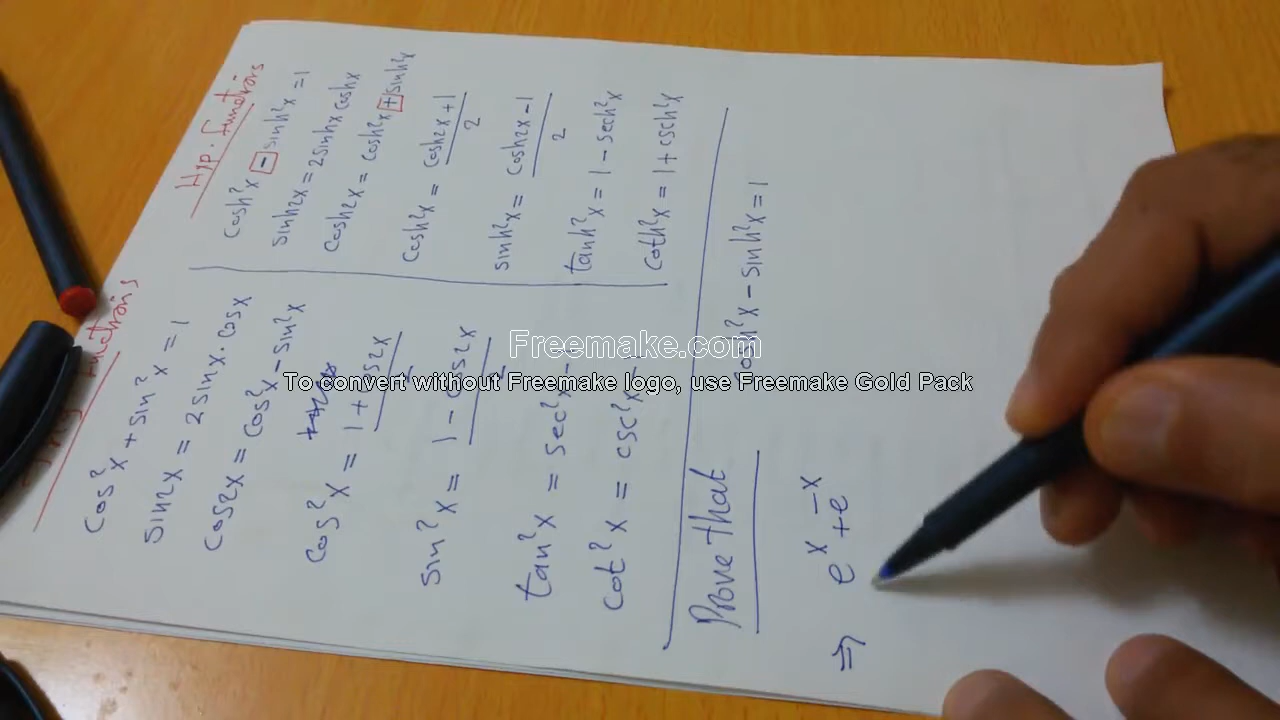 Functions
cos²x + sin²x = 1
sin2x = 2 sinx . cosx
cos2x = cos²x - sin²x
cos²x = 1 + cos2x / 2
sin²x = 1 - cos2x / 2
tan²x = sec²x - 1
cot²x = csc²x - 1
Hyp. Functions
cosh²x - sinh²x = 1
sinh2x = 2sinhx coshx
cosh2x = cosh²x + sinh²x
cosh²x = cosh2x + 1 / 2
sinh²x = cosh2x - 1 / 2
tanh²x = 1 - sech²x
coth²x = 1 + csch²x
Prove that cosh²x - sinh²x = 1
⇒ eˣ + e⁻ˣ
Freemake.com
To convert without Freemake logo, use Freemake Gold Pack